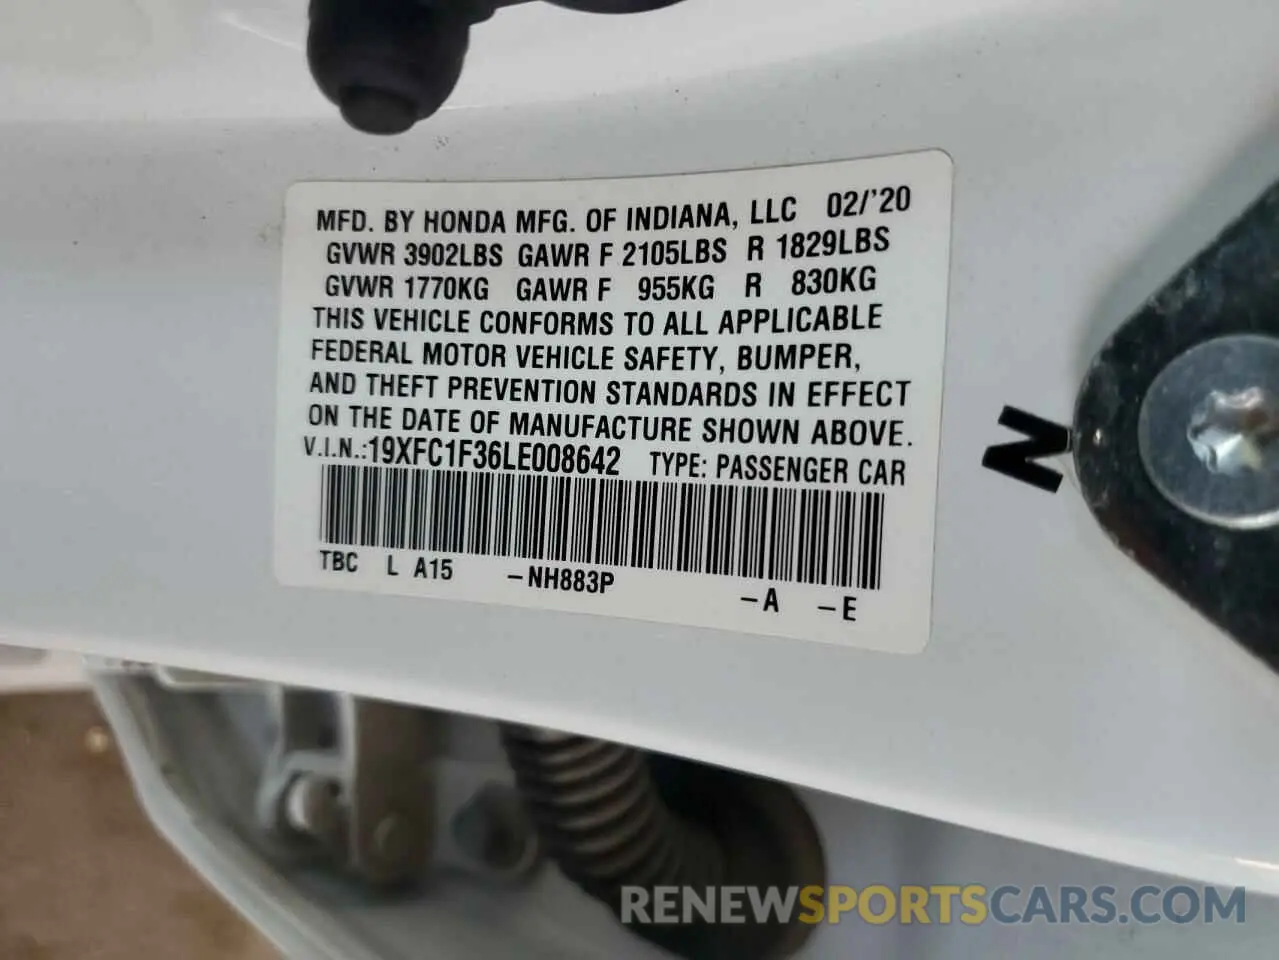 MFD. BY HONDA MFG. OF INDIANA, LLC 02/'20
GVWR 3902LBS GAWR F 2105LBS R 1829LBS
GVWR 1770KG GAWR F 955KG R 830KG
THIS VEHICLE CONFORMS TO ALL APPLICABLE
FEDERAL MOTOR VEHICLE SAFETY, BUMPER,
AND THEFT PREVENTION STANDARDS IN EFFECT
ON THE DATE OF MANUFACTURE SHOWN ABOVE.
V.I.N.:19XFC1F36LE008642 TYPE: PASSENGER CAR
TBC L A15 -NH883P -A -E
N
RENEWSPORTSCARS.COM